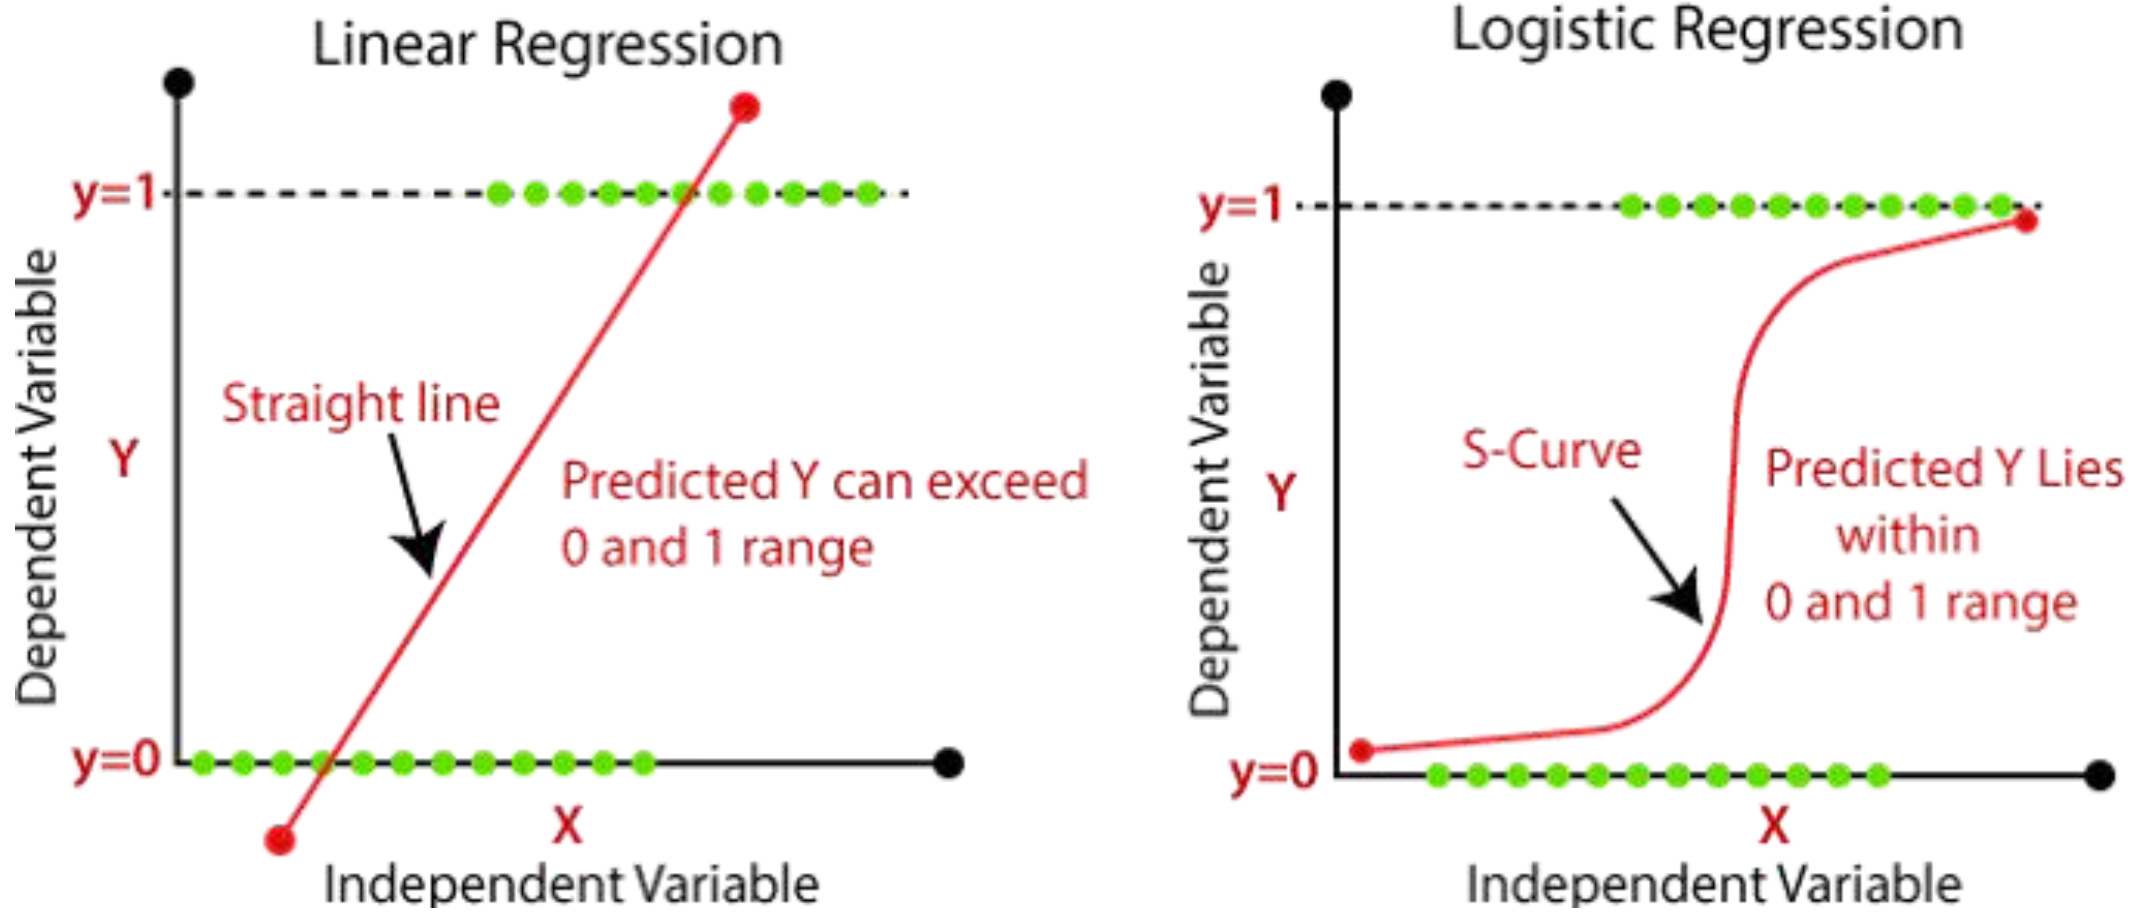 Linear Regression
y=1
Dependent Variable
Y
Straight line
Predicted Y can exceed
0 and 1 range
y=0
X
Independent Variable
Logistic Regression
y=1
Dependent Variable
Y
S-Curve
Predicted Y Lies
within
0 and 1 range
y=0
X
Independent Variable